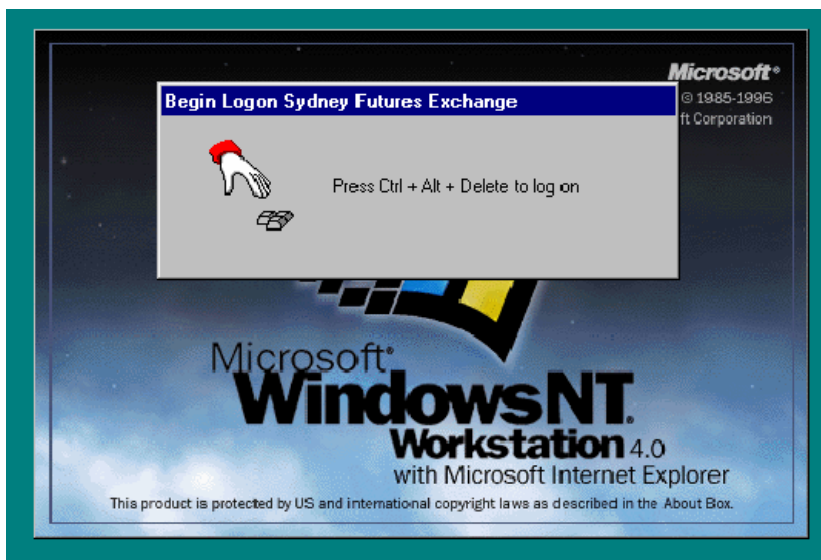 Microsoft®
Begin Logon Sydney Futures Exchange
© 1985-1996
ft Corporation
Press Ctrl + Alt + Delete to log on
Microsoft®
WindowsNT.
Workstation 4.0
with Microsoft Internet Explorer
This product is protected by US and international copyright laws as described in the About Box.